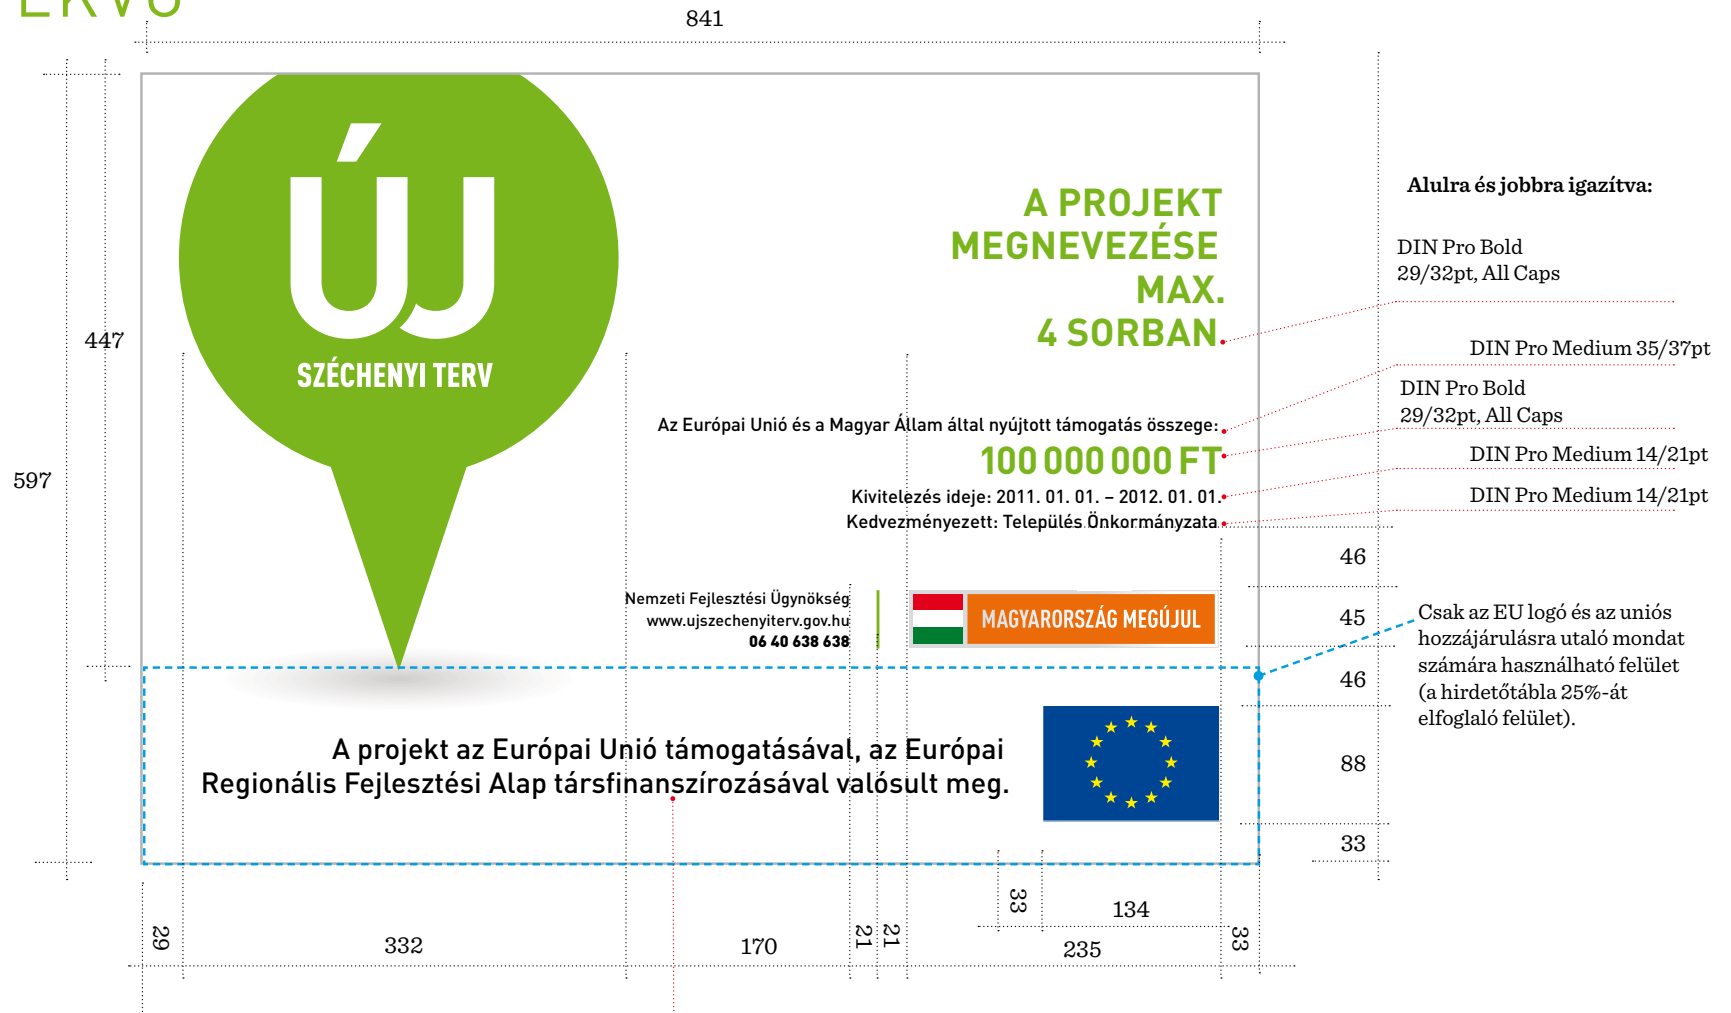 841
ÚJ
SZÉCHENYI TERV
A PROJEKT
MEGNEVEZÉSE
MAX.
4 SORBAN
Az Európai Unió és a Magyar Állam által nyújtott támogatás összege:
100 000 000 FT
Kivitelezés ideje: 2011. 01. 01. – 2012. 01. 01.
Kedvezményezett: Település Önkormányzata
Nemzeti Fejlesztési Ügynökség
www.ujszechenyiterv.gov.hu
06 40 638 638
MAGYARORSZÁG MEGÚJUL
A projekt az Európai Unió támogatásával, az Európai
Regionális Fejlesztési Alap társfinanszírozásával valósult meg.
Alulra és jobbra igazítva:
DIN Pro Bold
29/32pt, All Caps
DIN Pro Medium 35/37pt
DIN Pro Bold
29/32pt, All Caps
DIN Pro Medium 14/21pt
DIN Pro Medium 14/21pt
Csak az EU logó és az uniós
hozzájárulásra utaló mondat
számára használható felület
(a hirdetőtábla 25%-át
elfoglaló felület).
447
597
46
45
46
88
33
33
134
29
332
170
21
21
235
33